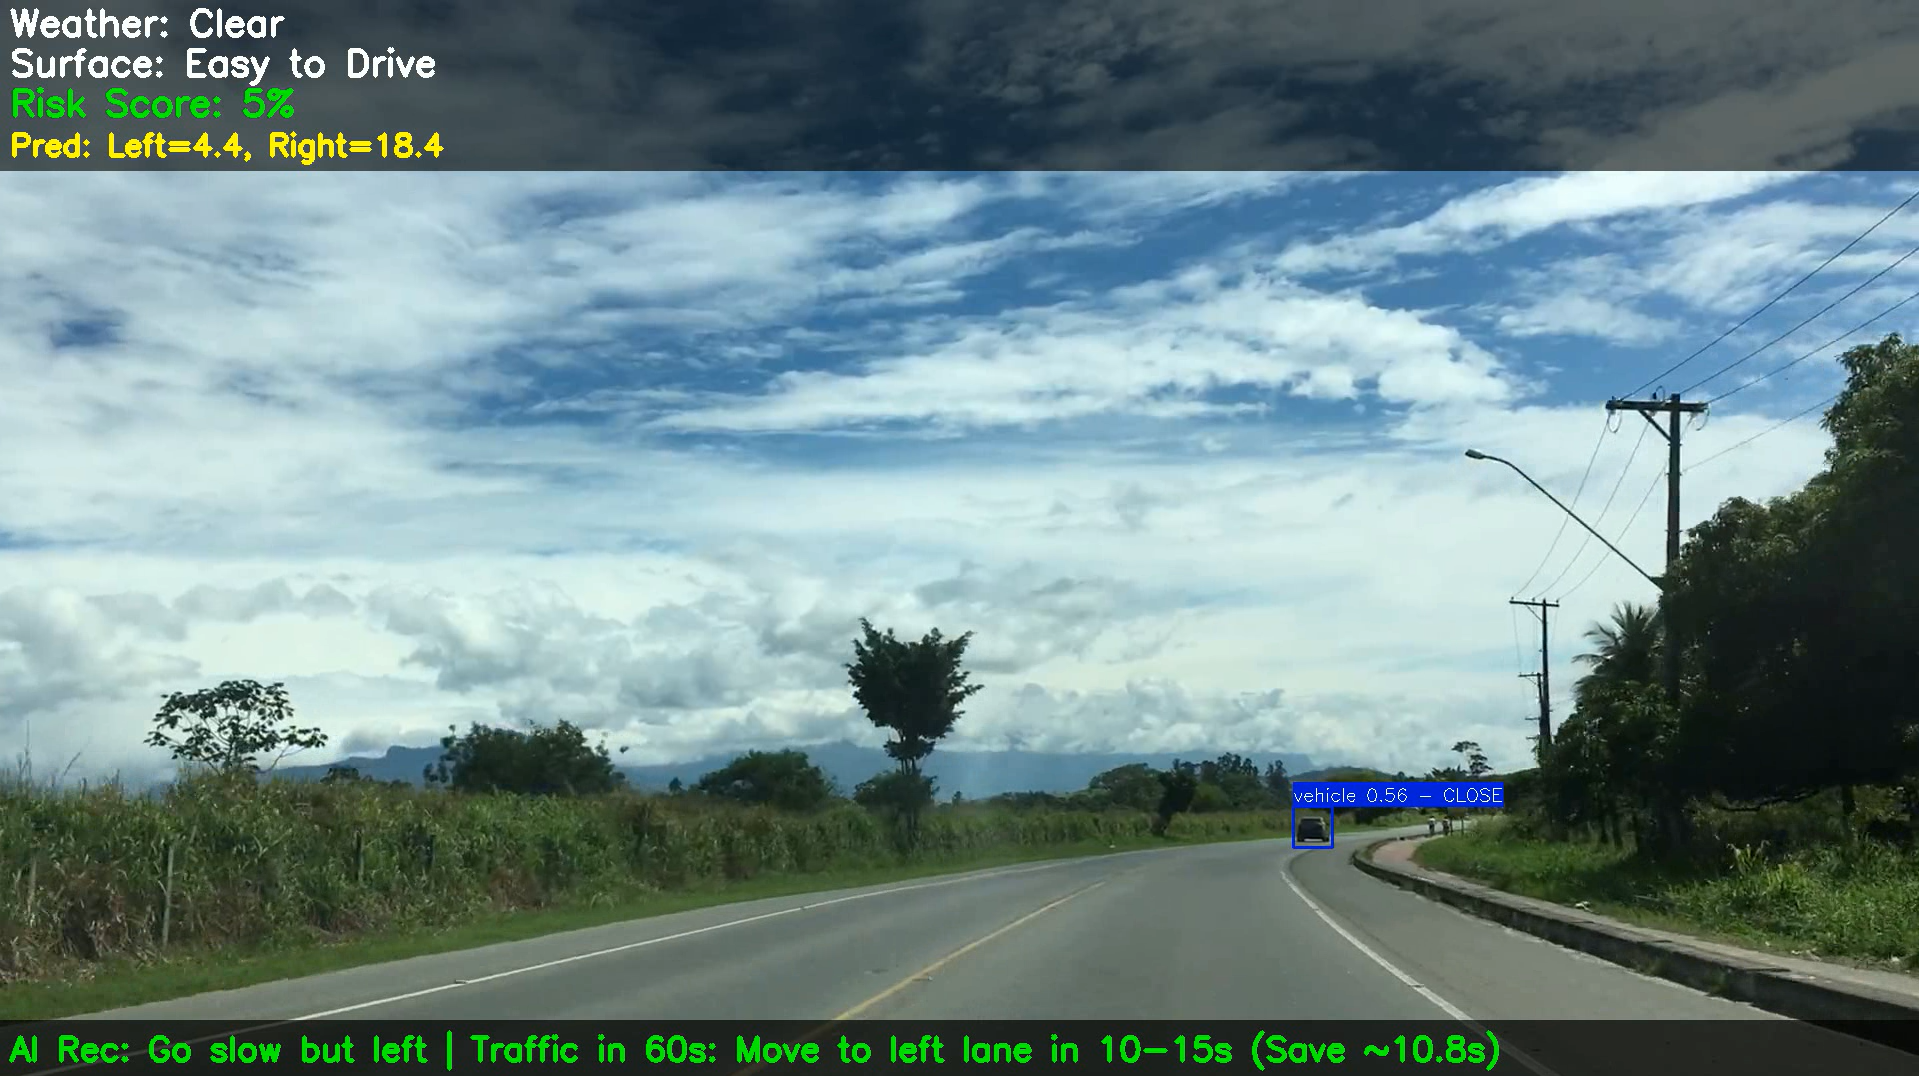 Weather: Clear
Surface: Easy to Drive
Risk Score: 5%
Pred: Left=4.4, Right=18.4
vehicle 0.56 - CLOSE
AI Rec: Go slow but left | Traffic in 60s: Move to left lane in 10-15s (Save ~10.8s)